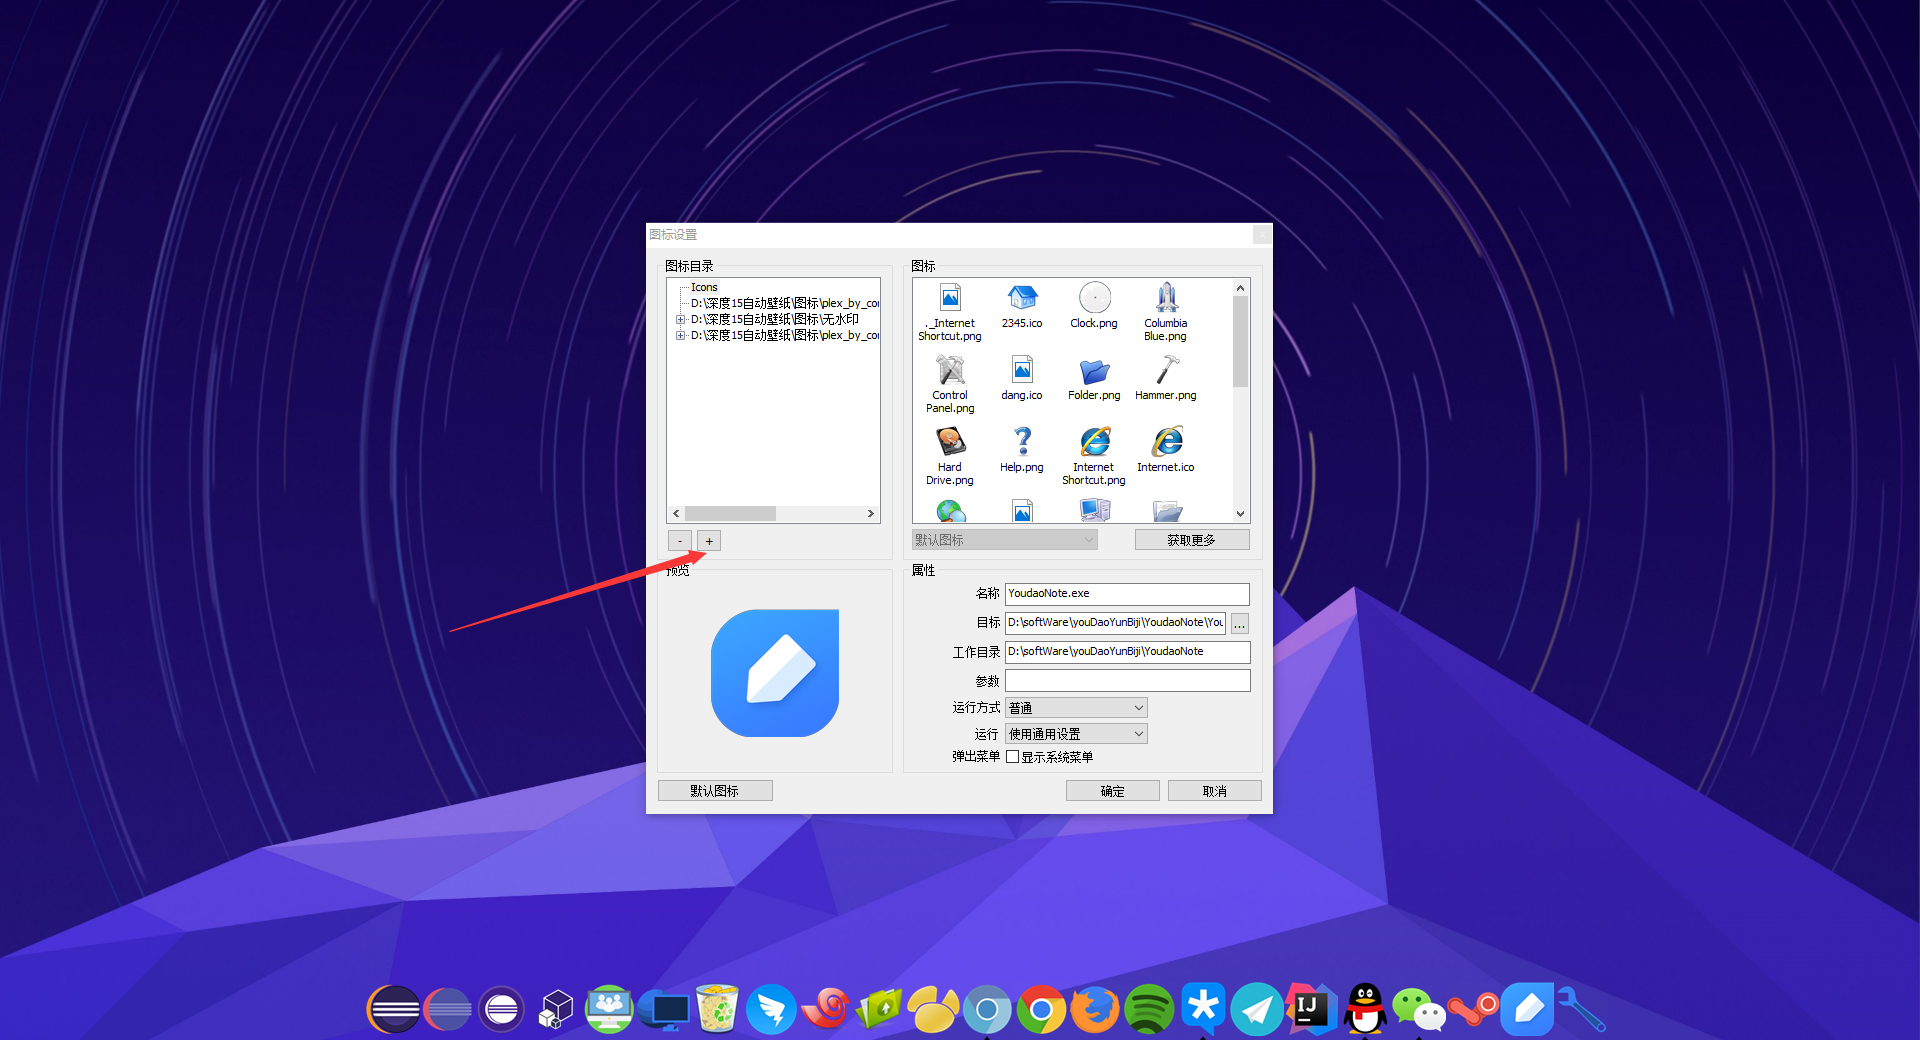 图标设置
图标目录
Icons
D:\深度15自动壁纸\图标\plex_by_cor
D:\深度15自动壁纸\图标\无水印
D:\深度15自动壁纸\图标\plex_by_cor
-
+
图标
._Internet
Shortcut.png
2345.ico
Clock.png
Columbia
Blue.png
Control
Panel.png
dang.ico
Folder.png
Hammer.png
Hard
Drive.png
Help.png
Internet
Shortcut.png
Internet.ico
默认图标
获取更多
预览
属性
名称 YoudaoNote.exe
目标 D:\softWare\youDaoYunBiji\YoudaoNote\You ...
工作目录 D:\softWare\youDaoYunBiji\YoudaoNote
参数
运行方式 普通
运行 使用通用设置
弹出菜单 显示系统菜单
默认图标
确定
取消
IJ